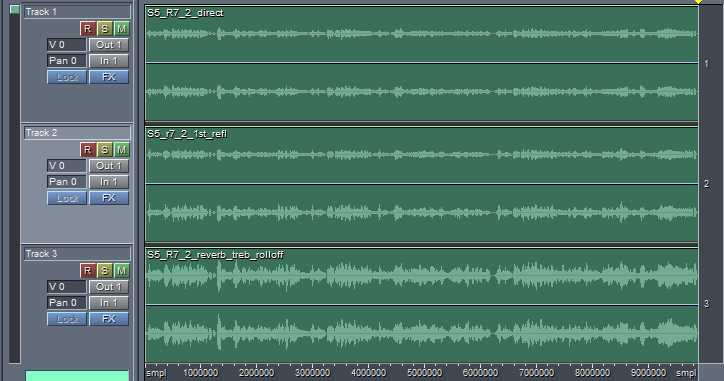 Track 1
R S M
V 0 Out 1
Pan 0 In 1
Lock FX
S5_R7_2_direct
1
Track 2
R S M
V 0 Out 1
Pan 0 In 1
Lock FX
S5_r7_2_1st_refl
2
Track 3
R S M
V 0 Out 1
Pan 0 In 1
Lock FX
S5_R7_2_reverb_treb_rolloff
3
smpl 1000000 2000000 3000000 4000000 5000000 6000000 7000000 8000000 9000000 smpl